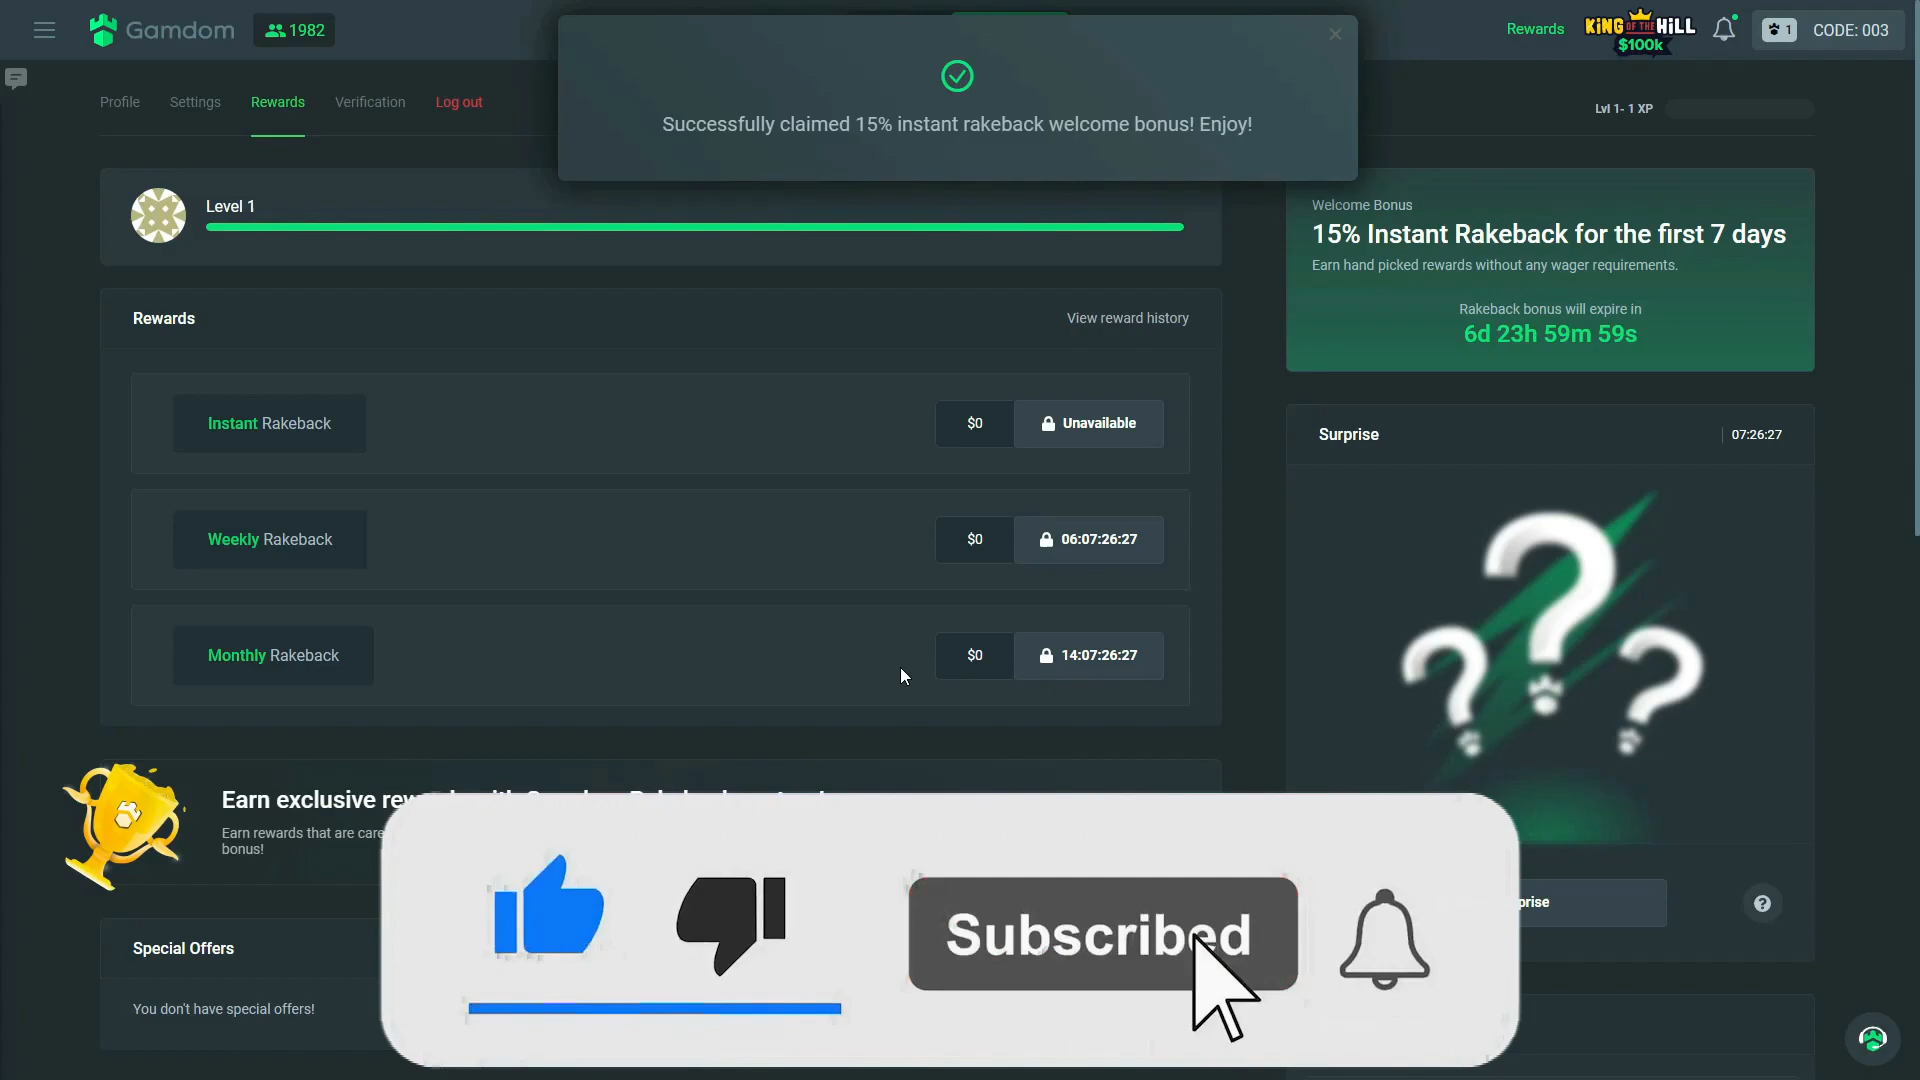 Gamdom
1982
Rewards
KING OF THE HILL
$100k
1
CODE: 003
Profile
Settings
Rewards
Verification
Log out
Successfully claimed 15% instant rakeback welcome bonus! Enjoy!
Lvl 1- 1 XP
Level 1
Welcome Bonus
15% Instant Rakeback for the first 7 days
Earn hand picked rewards without any wager requirements.
Rakeback bonus will expire in
6d 23h 59m 59s
Rewards
View reward history
Instant Rakeback
$0
Unavailable
Weekly Rakeback
$0
06:07:26:27
Monthly Rakeback
$0
14:07:26:27
Surprise
07:26:27
Earn exclusive
Earn rewards that are
bonus!
Special Offers
You don't have special offers!
Subscribed